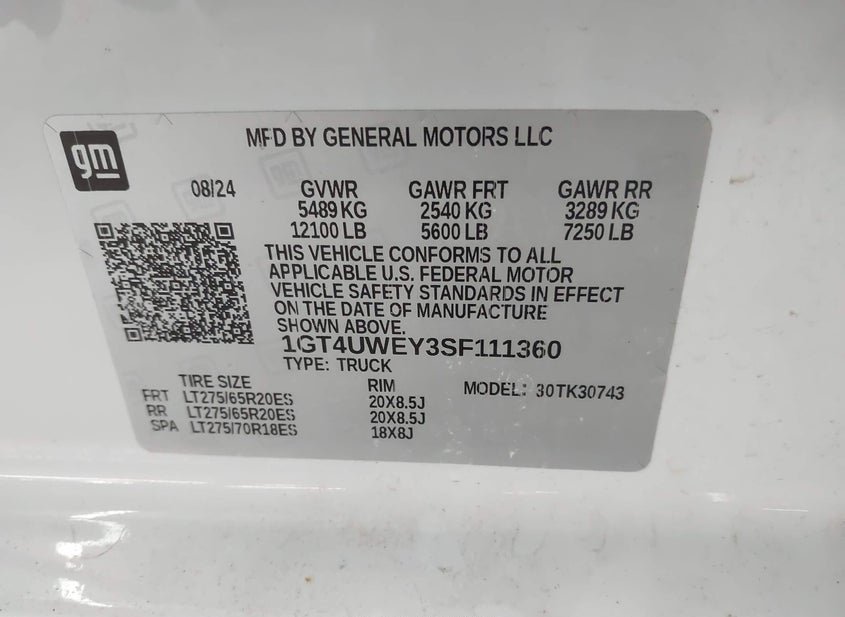 gm
MFD BY GENERAL MOTORS LLC
08/24 GVWR GAWR FRT GAWR RR
5489 KG 2540 KG 3289 KG
12100 LB 5600 LB 7250 LB
THIS VEHICLE CONFORMS TO ALL
APPLICABLE U.S. FEDERAL MOTOR
VEHICLE SAFETY STANDARDS IN EFFECT
ON THE DATE OF MANUFACTURE
SHOWN ABOVE.
1GT4UWEY3SF111360
TYPE: TRUCK
TIRE SIZE RIM MODEL: 30TK30743
FRT LT275/65R20ES 20X8.5J
RR LT275/65R20ES 20X8.5J
SPA LT275/70R18ES 18X8J